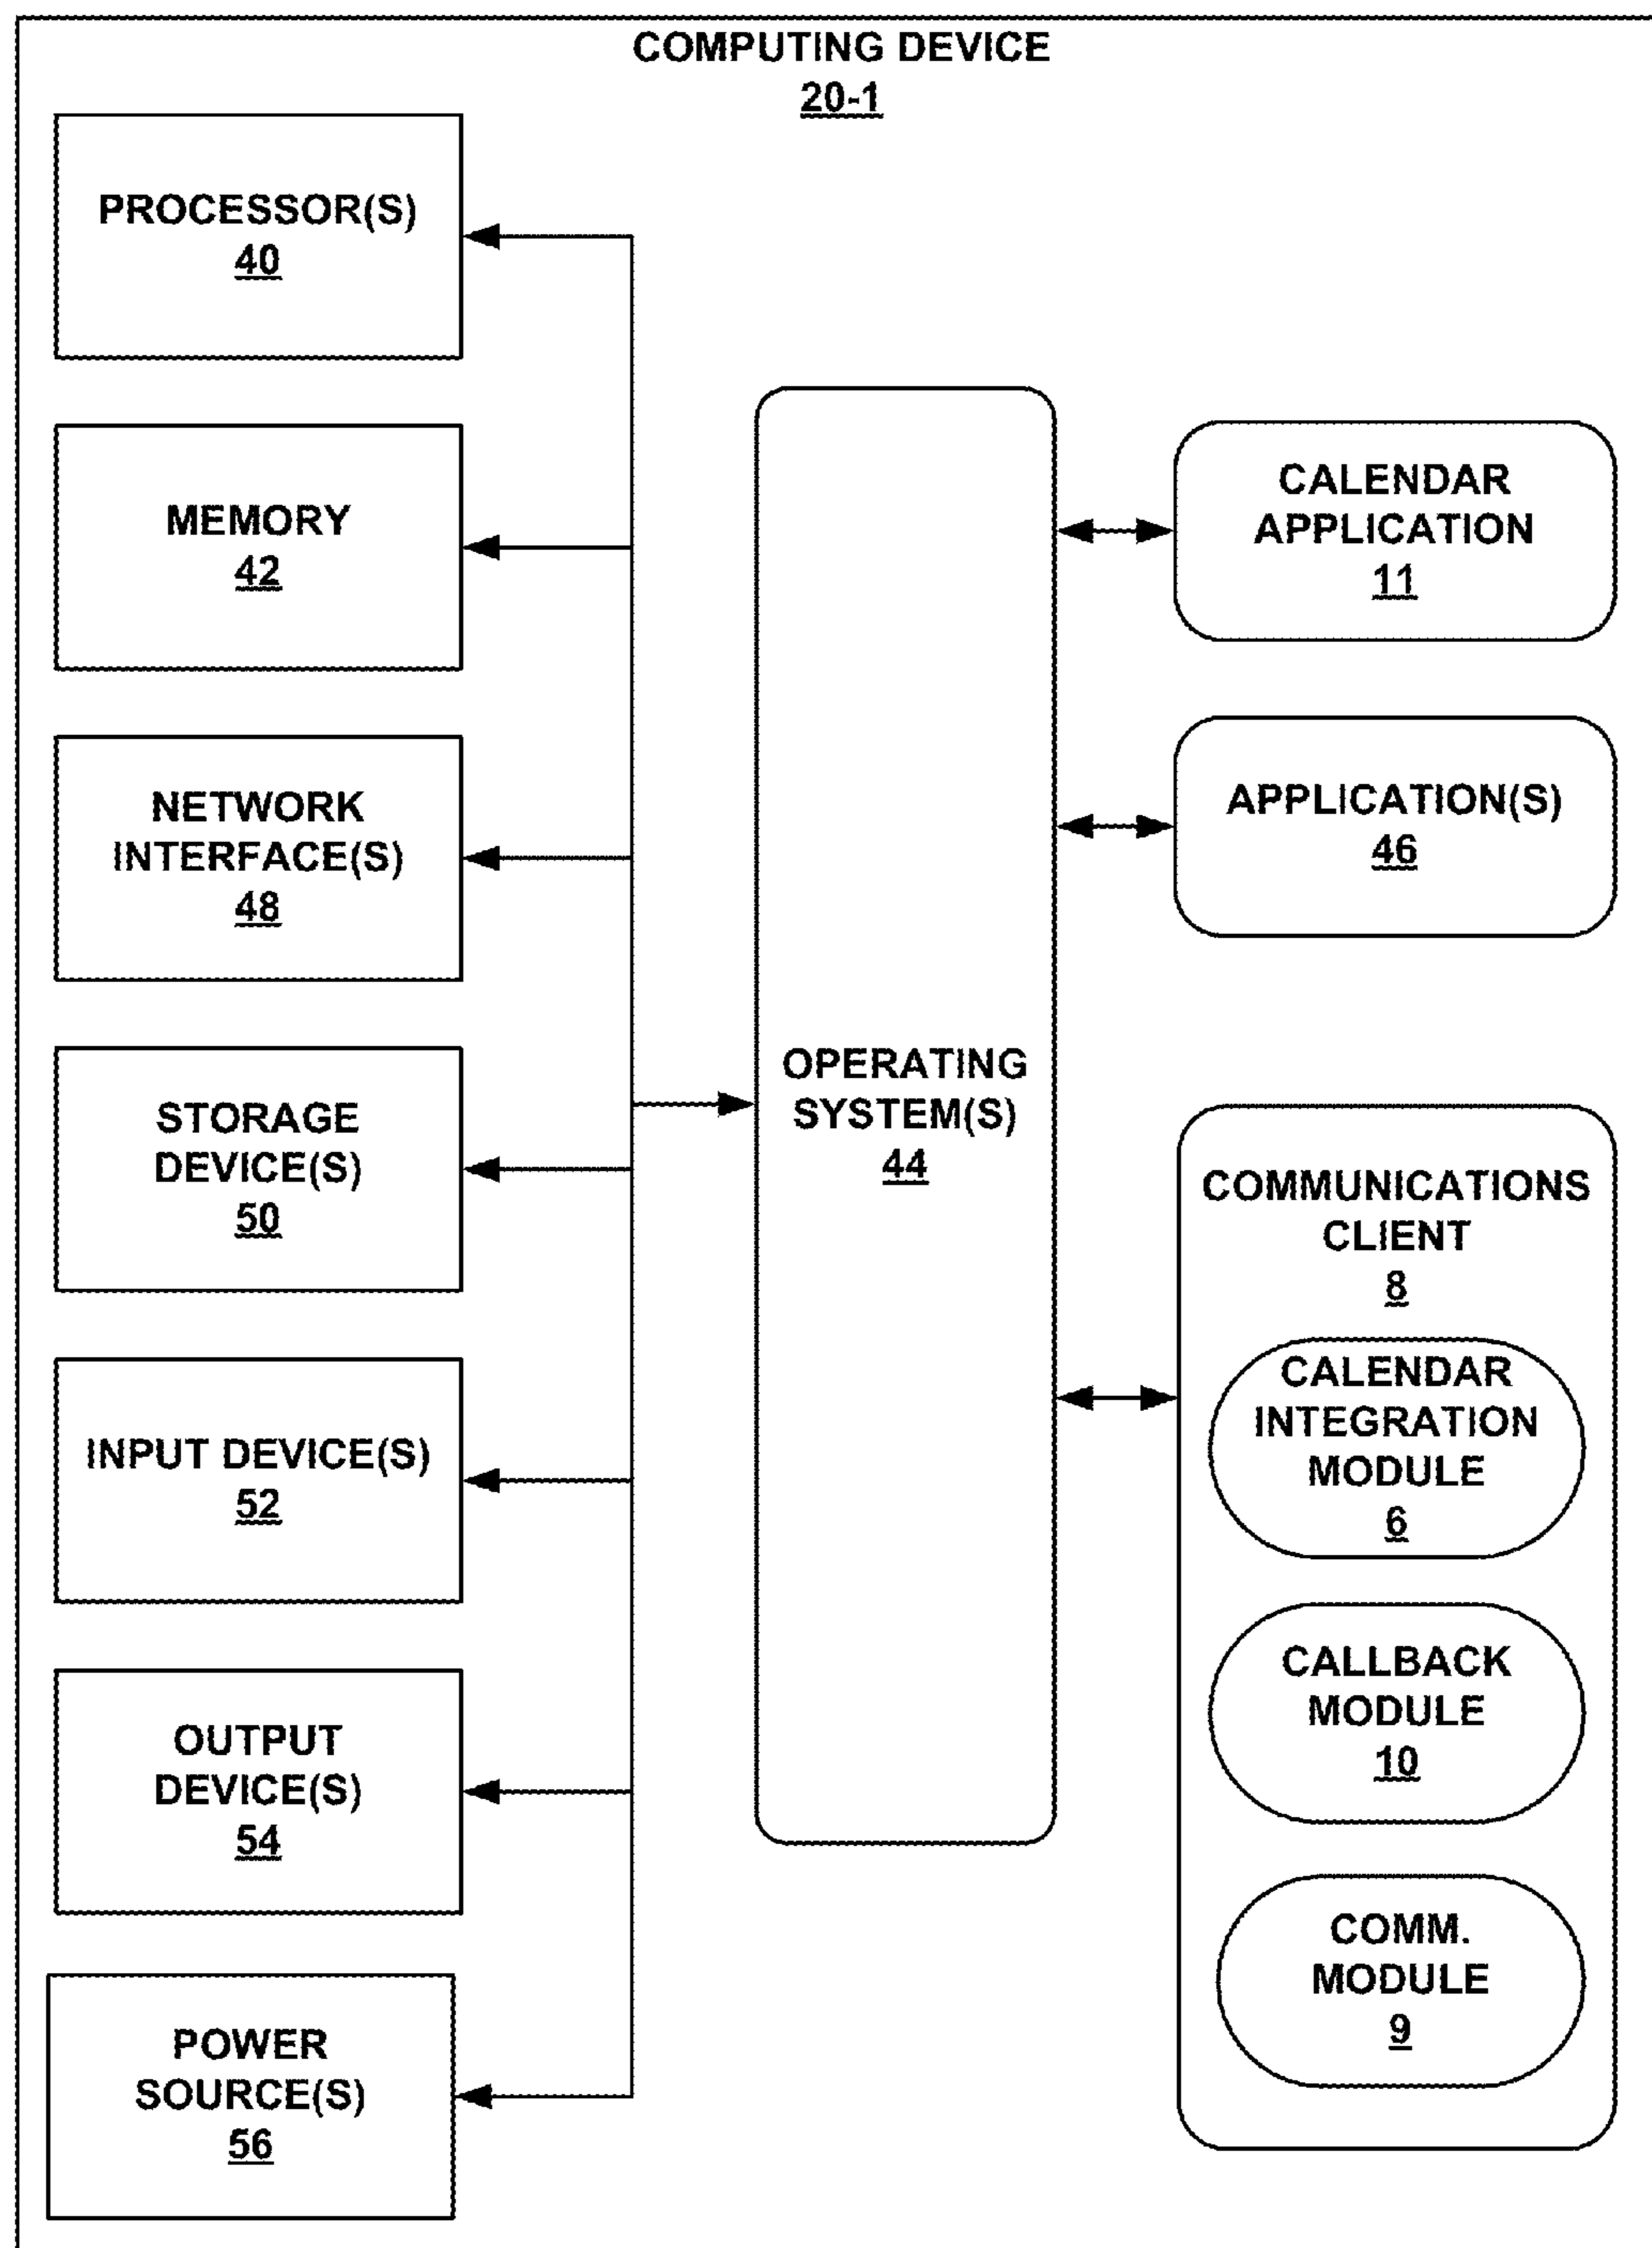 COMPUTING DEVICE
20-1
PROCESSOR(S)
40
MEMORY
42
NETWORK
INTERFACE(S)
48
STORAGE
DEVICE(S)
50
INPUT DEVICE(S)
52
OUTPUT
DEVICE(S)
54
POWER
SOURCE(S)
56
OPERATING
SYSTEM(S)
44
CALENDAR
APPLICATION
11
APPLICATION(S)
46
COMMUNICATIONS
CLIENT
8
CALENDAR
INTEGRATION
MODULE
6
CALLBACK
MODULE
10
COMM.
MODULE
9